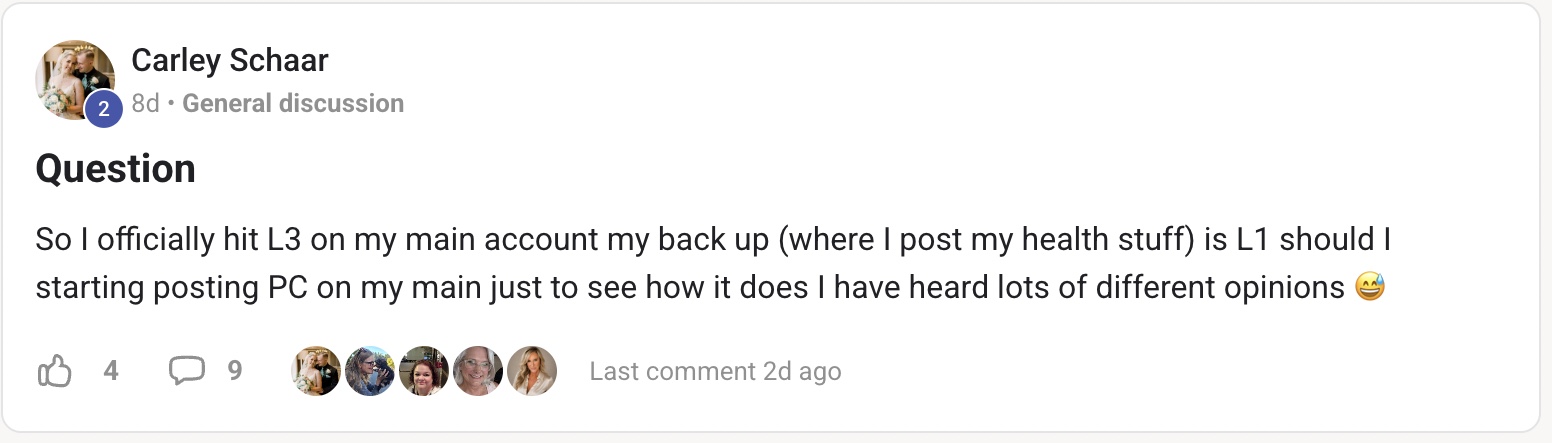 Carley Schaar
2 8d • General discussion
Question
So I officially hit L3 on my main account my back up (where I post my health stuff) is L1 should I
starting posting PC on my main just to see how it does I have heard lots of different opinions 😅
4 9 Last comment 2d ago